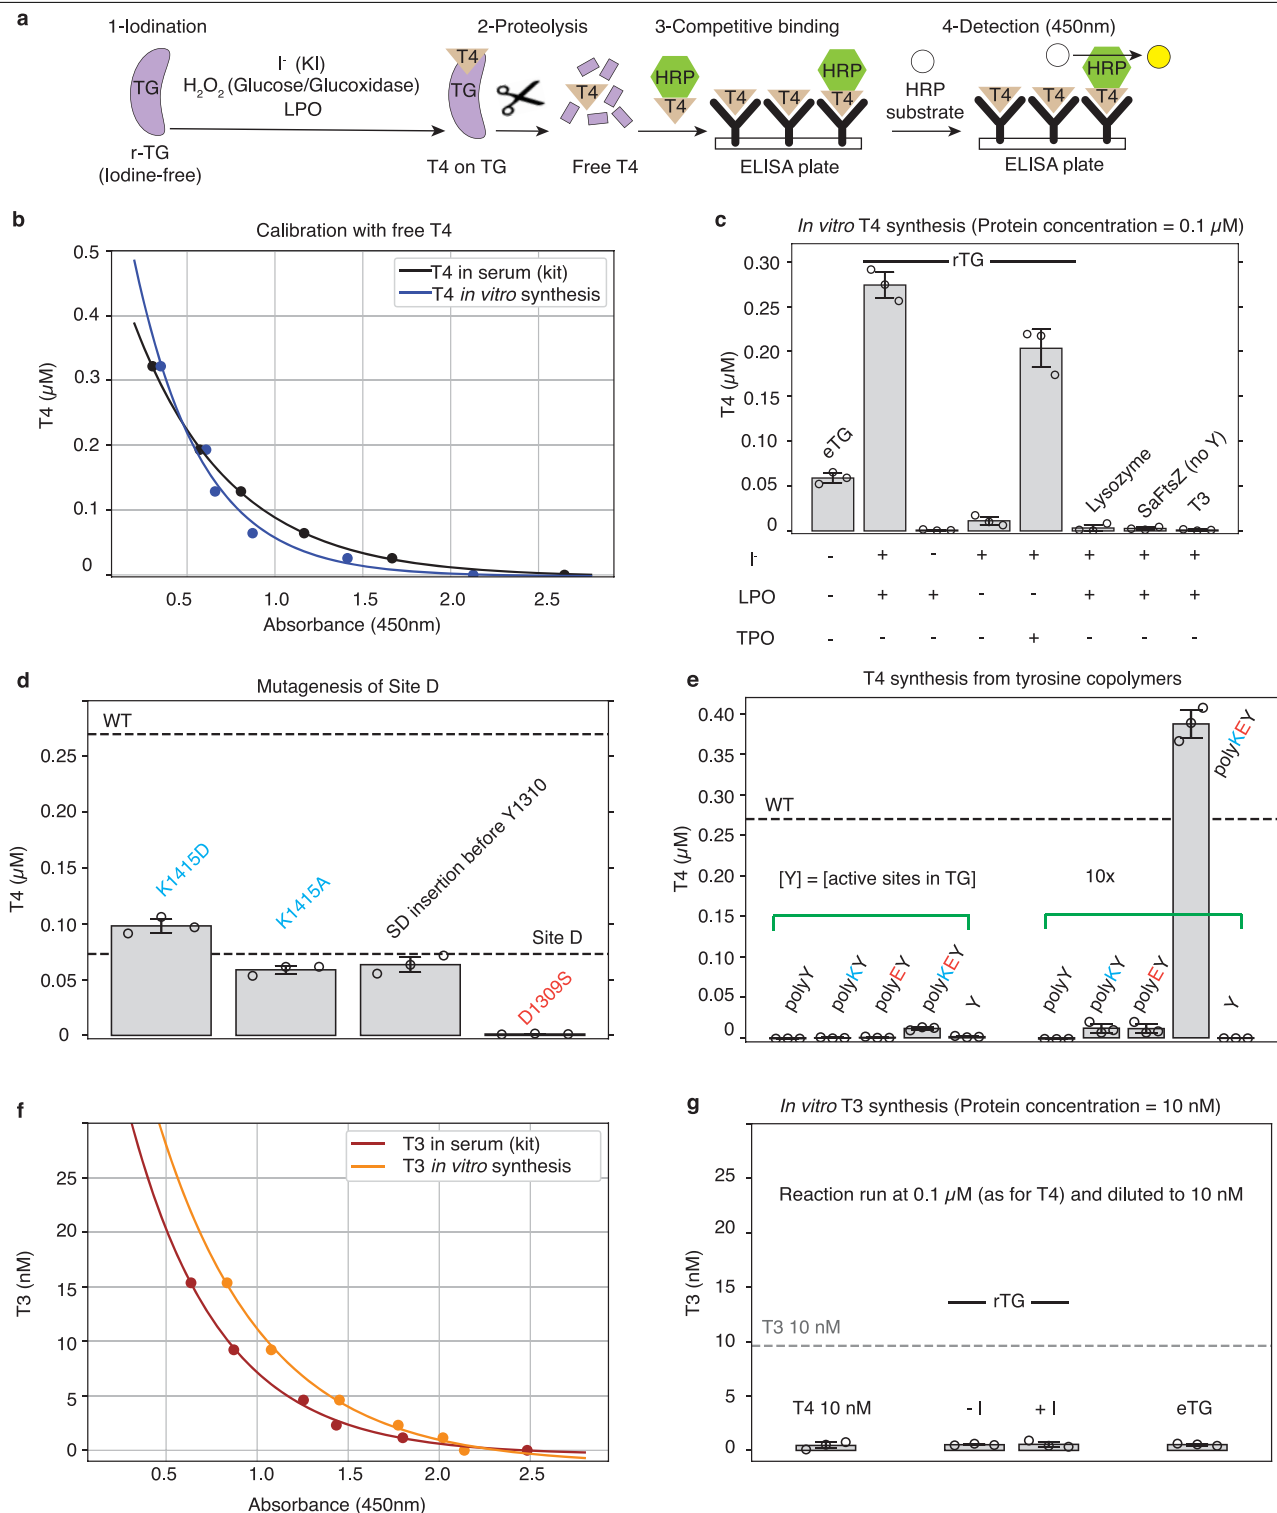 a
1-Iodination
2-Proteolysis
3-Competitive binding
4-Detection (450nm)
I- (KI)
H2O2 (Glucose/Glucoxidase)
LPO
TG
T4
TG
T4
HRP
T4
T4
T4
HRP
T4
HRP
substrate
T4
T4
HRP
T4
r-TG
(Iodine-free)
T4 on TG
Free T4
ELISA plate
ELISA plate
b
Calibration with free T4
T4 in serum (kit)
T4 in vitro synthesis
T4 (µM)
0.5
0.4
0.3
0.2
0.1
0
0.5 1.0 1.5 2.0 2.5
Absorbance (450nm)
c
In vitro T4 synthesis (Protein concentration = 0.1 µM)
rTG
T4 (µM)
0.30
0.25
0.20
0.15
0.10
0.05
0
eTG
Lysozyme
SaFtsZ (no Y)
T3
I- - + - + + + + +
LPO - + + - - + + +
TPO - - - - + - - -
d
Mutagenesis of Site D
WT
T4 (µM)
0.25
0.20
0.15
0.10
0.05
0
K1415D
K1415A
SD insertion before Y1310
Site D
D1309S
e
T4 synthesis from tyrosine copolymers
T4 (µM)
0.40
0.35
0.30
0.25
0.20
0.15
0.05
0
WT
[Y] = [active sites in TG]
10x
polyY
polyKY
polyEY
polyKEY
Y
polyY
polyKY
polyEY
polyKEY
Y
f
T3 in serum (kit)
T3 in vitro synthesis
T3 (nM)
25
20
15
10
5
0
0.5 1.0 1.5 2.0 2.5
Absorbance (450nm)
g
In vitro T3 synthesis (Protein concentration = 10 nM)
Reaction run at 0.1 µM (as for T4) and diluted to 10 nM
T3 (nM)
25
20
15
10
5
0
rTG
T3 10 nM
T4 10 nM
- I
+ I
eTG